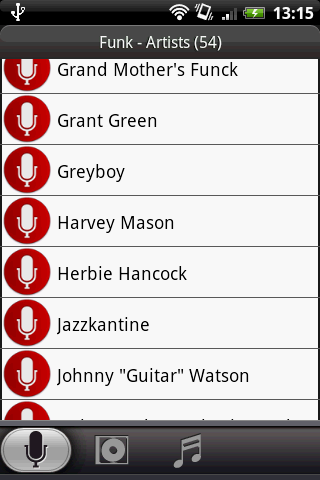 13:15
Funk - Artists (54)
Grand Mother's Funck
Grant Green
Greyboy
Harvey Mason
Herbie Hancock
Jazzkantine
Johnny "Guitar" Watson